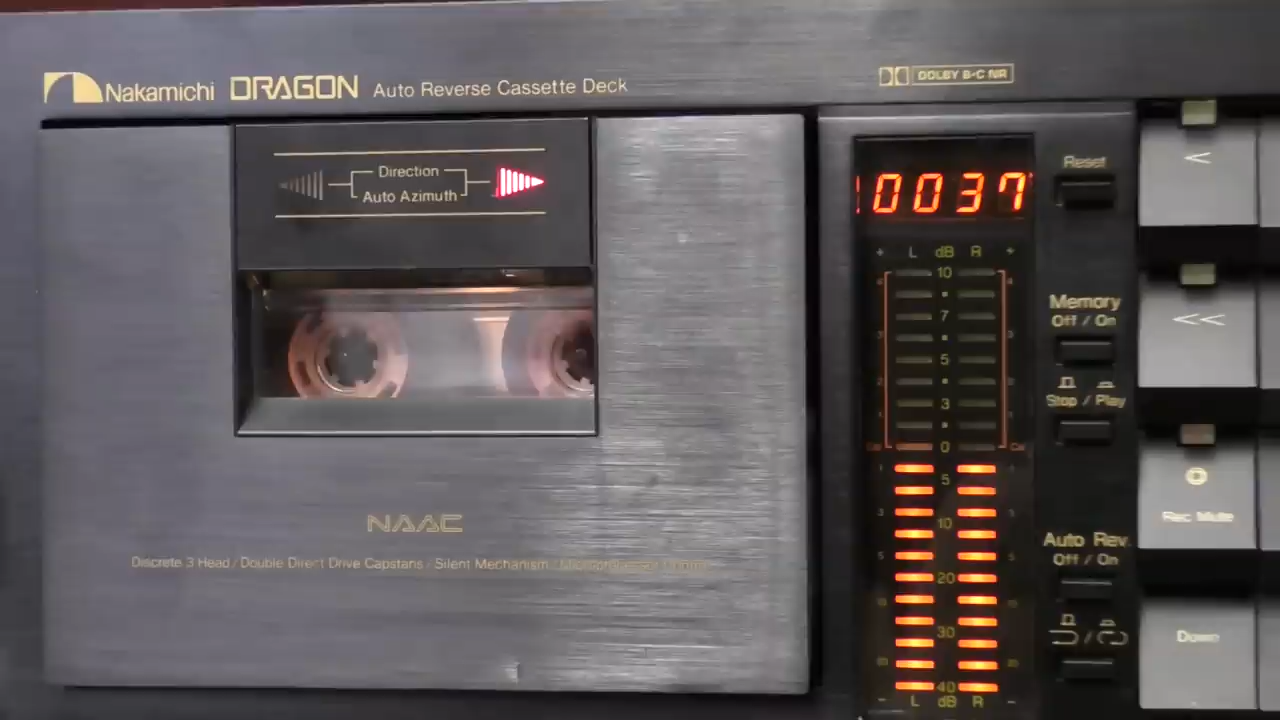 Nakamichi DRAGON Auto Reverse Cassette Deck
DOLBY B-C NR
Direction
Auto Azimuth
0037
Reset
+ L dB R +
10
7
5
3
0
5
10
20
30
40
- L dB R -
Memory
Off / On
Stop / Play
Auto Rev.
Off / On
<
<<
Rec Mute
Down
NAAC
Discrete 3 Head / Double Direct Drive Capstans / Silent Mechanism /